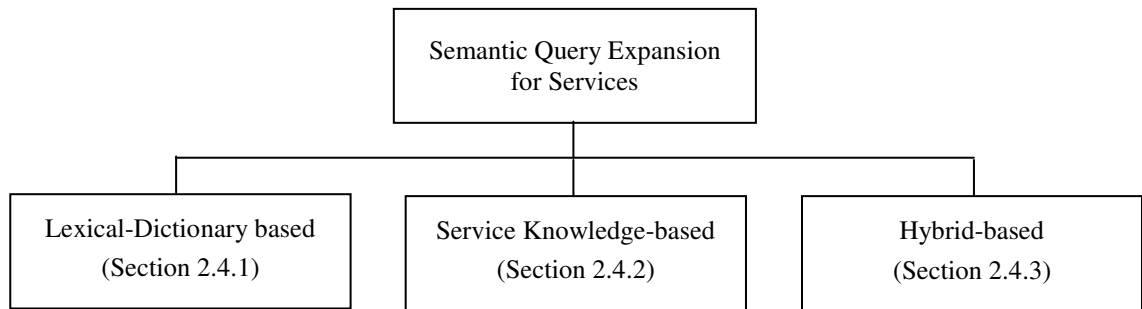 Semantic Query Expansion
for Services
Lexical-Dictionary based
(Section 2.4.1)
Service Knowledge-based
(Section 2.4.2)
Hybrid-based
(Section 2.4.3)